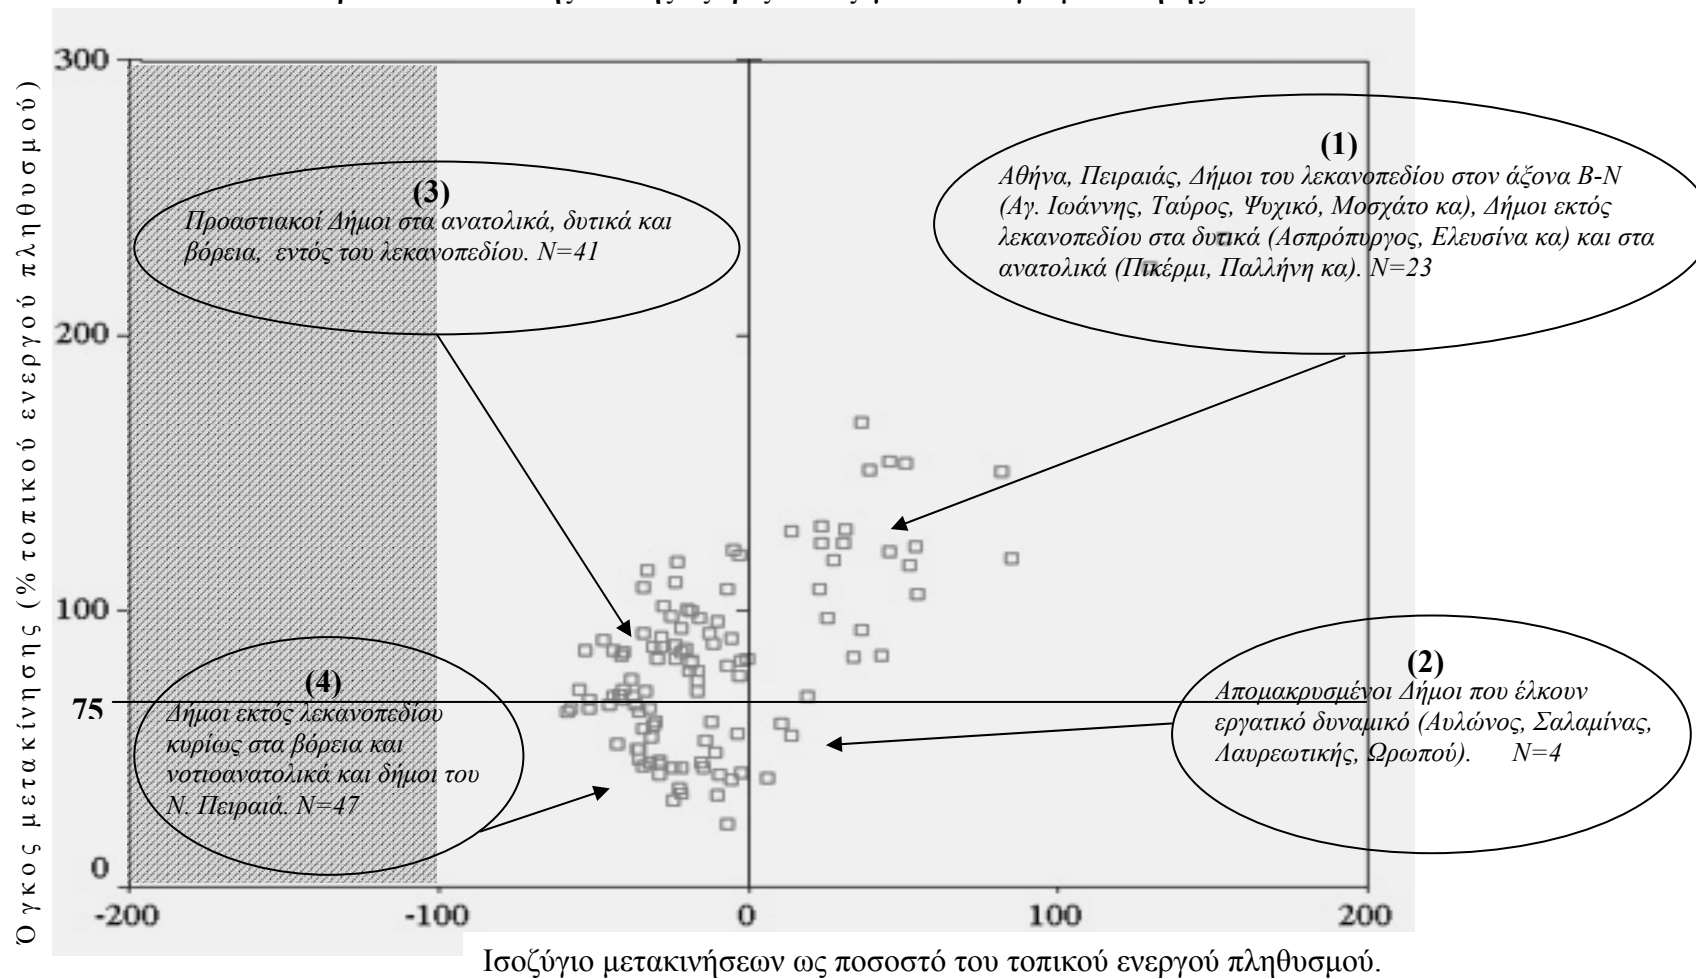 300
200
100
75
0
-200
-100
0
100
200
Όγκος μετακίνησης (% τοπικού ενεργού πληθυσμού)
Ισοζύγιο μετακινήσεων ως ποσοστό του τοπικού ενεργού πληθυσμού.
(3)
Προαστιακοί Δήμοι στα ανατολικά, δυτικά και
βόρεια, εντός του λεκανοπεδίου. N=41
(1)
Αθήνα, Πειραιάς, Δήμοι του λεκανοπεδίου στον άξονα Β-Ν
(Αγ. Ιωάννης, Ταύρος, Ψυχικό, Μοσχάτο κα), Δήμοι εκτός
λεκανοπεδίου στα δυτικά (Ασπρόπυργος, Ελευσίνα κα) και στα
ανατολικά (Πικέρμι, Παλλήνη κα). N=23
(4)
Δήμοι εκτός λεκανοπεδίου
κυρίως στα βόρεια και
νοτιοανατολικά και δήμοι του
Ν. Πειραιά. N=47
(2)
Απομακρυσμένοι Δήμοι που έλκουν
εργατικό δυναμικό (Αυλώνος, Σαλαμίνας,
Λαυρεωτικής, Ωρωπού). N=4